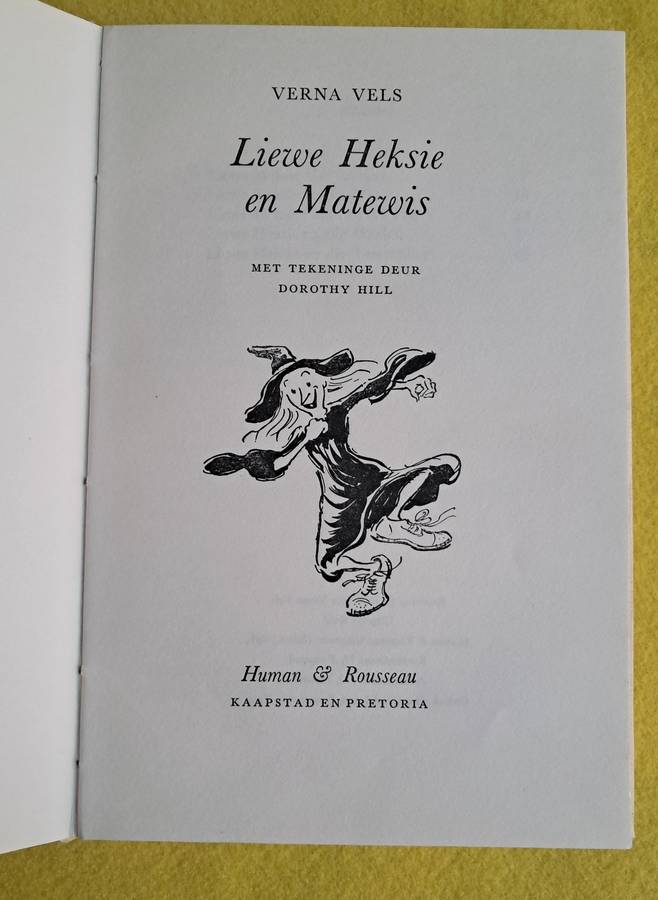 VERNA VELS
Liewe Heksie
en Matewis
MET TEKENINGE DEUR
DOROTHY HILL
Human & Rousseau
KAAPSTAD EN PRETORIA